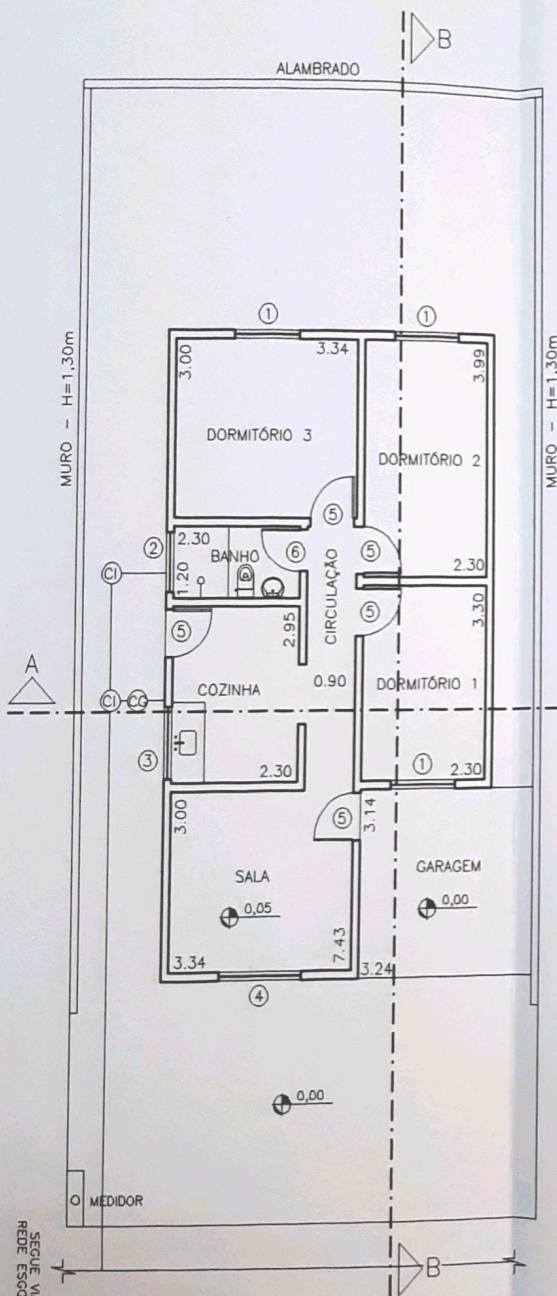 B
ALAMBRADO
MURO - H=1,30m
MURO - H=1,30m
1
1
3.00
3.34
3.99
DORMITÓRIO 3
DORMITÓRIO 2
5
2
2.30
BANHO
6
5
2.30
CI
1.20
CIRCULAÇÃO
5
2.95
5
3.30
A
COZINHA
0.90
DORMITÓRIO 1
CI
CG
3
2.30
1
2.30
3.00
5
3.14
SALA
GARAGEM
0,05
0,00
7.43
3.34
3.24
4
0,00
MEDIDOR
SEGUE
REDE
B